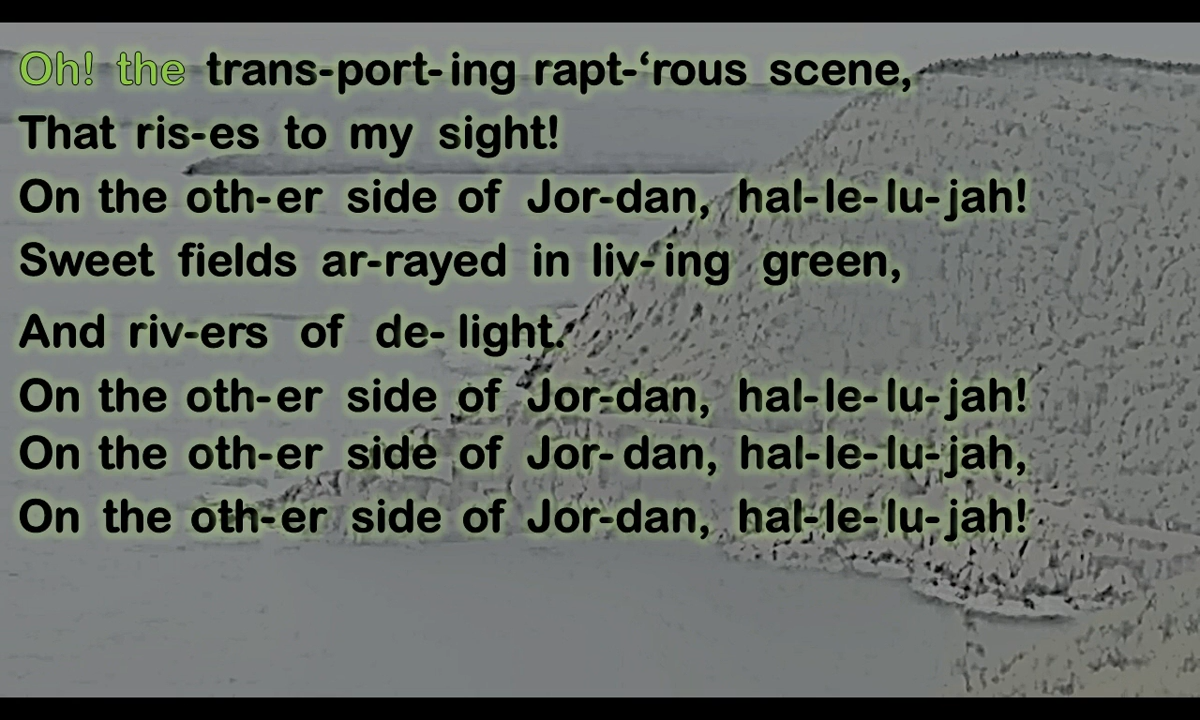 Oh! the trans-port-ing rapt-‘rous scene,
That ris-es to my sight!
On the oth-er side of Jor-dan, hal-le-lu-jah!
Sweet fields ar-rayed in liv-ing green,
And riv-ers of de-light.
On the oth-er side of Jor-dan, hal-le-lu-jah!
On the oth-er side of Jor-dan, hal-le-lu-jah,
On the oth-er side of Jor-dan, hal-le-lu-jah!